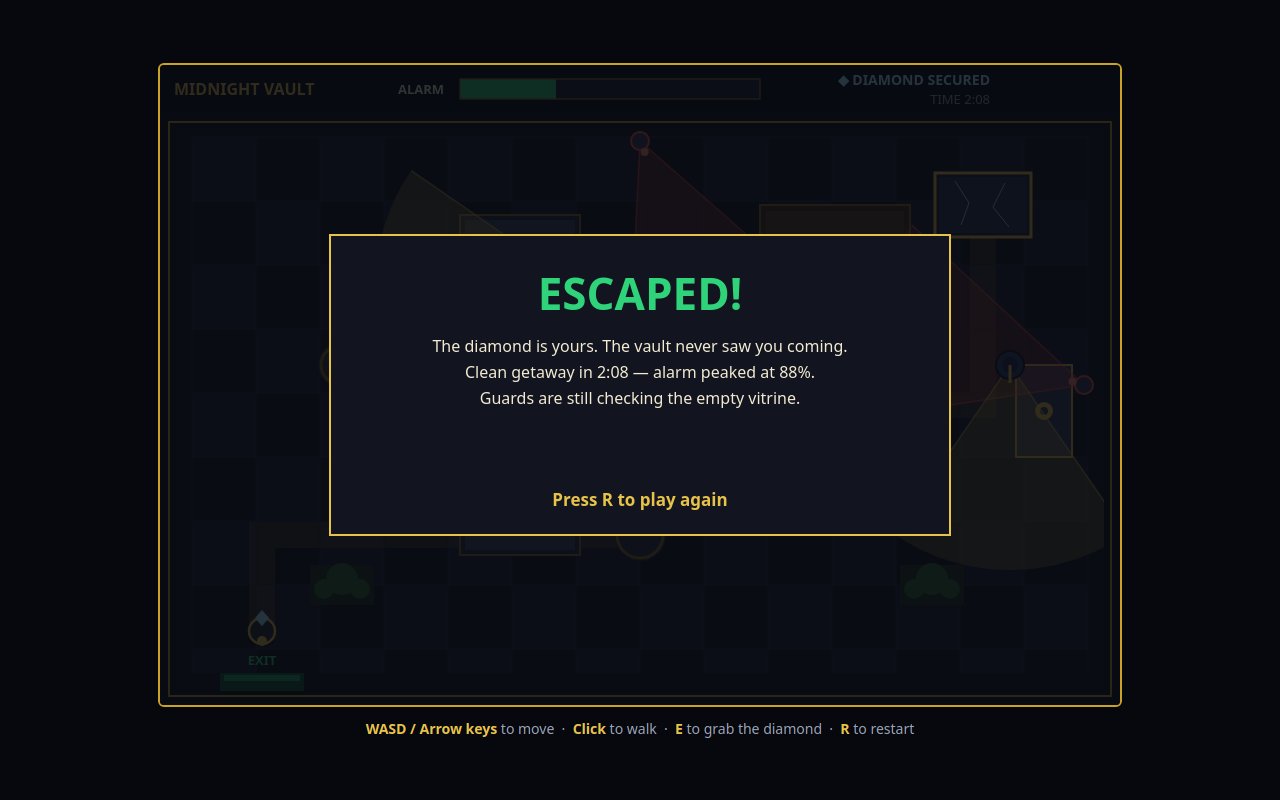 MIDNIGHT VAULT
ALARM
◆ DIAMOND SECURED
TIME 2:08
ESCAPED!
The diamond is yours. The vault never saw you coming.
Clean getaway in 2:08 — alarm peaked at 88%.
Guards are still checking the empty vitrine.
Press R to play again
EXIT
WASD / Arrow keys to move · Click to walk · E to grab the diamond · R to restart